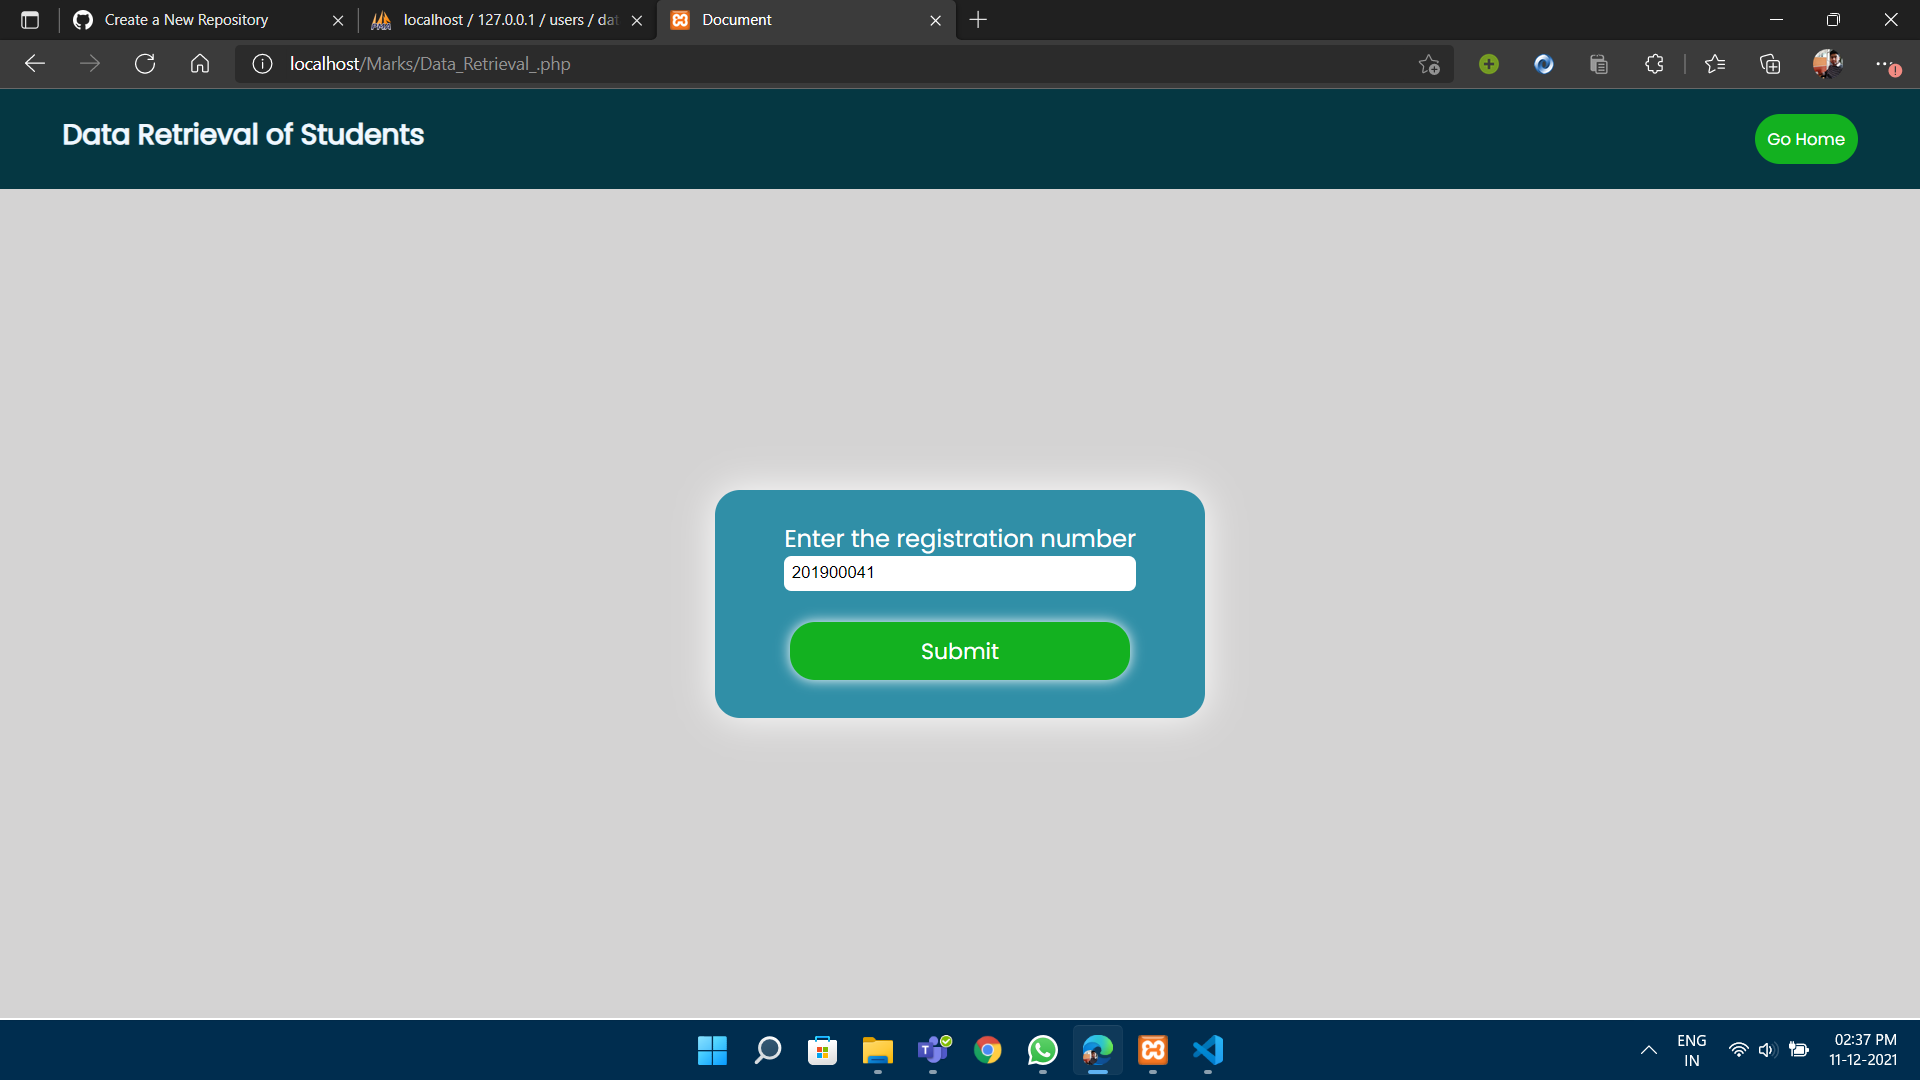 Create a New Repository
localhost / 127.0.0.1 / users / dat
Document
localhost/Marks/Data_Retrieval_.php
Data Retrieval of Students
Go Home
Enter the registration number
201900041
Submit
ENG
IN
02:37 PM
11-12-2021